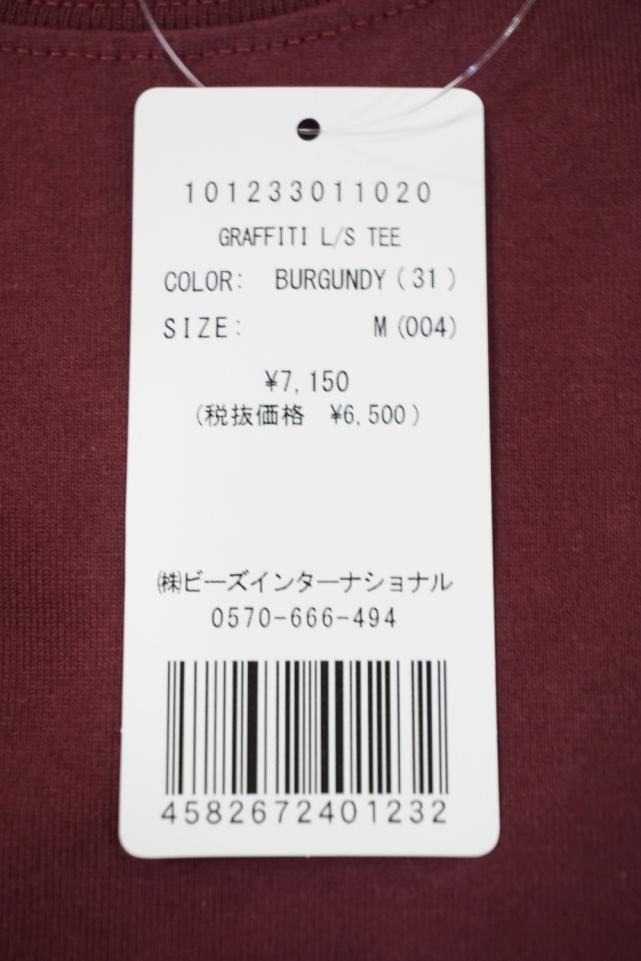 101233011020
GRAFFITI L/S TEE
COLOR: BURGUNDY(31)
SIZE: M(004)
¥7,150
(税抜価格 ¥6,500)
㈱ビーズインターナショナル
0570-666-494
4582672401232